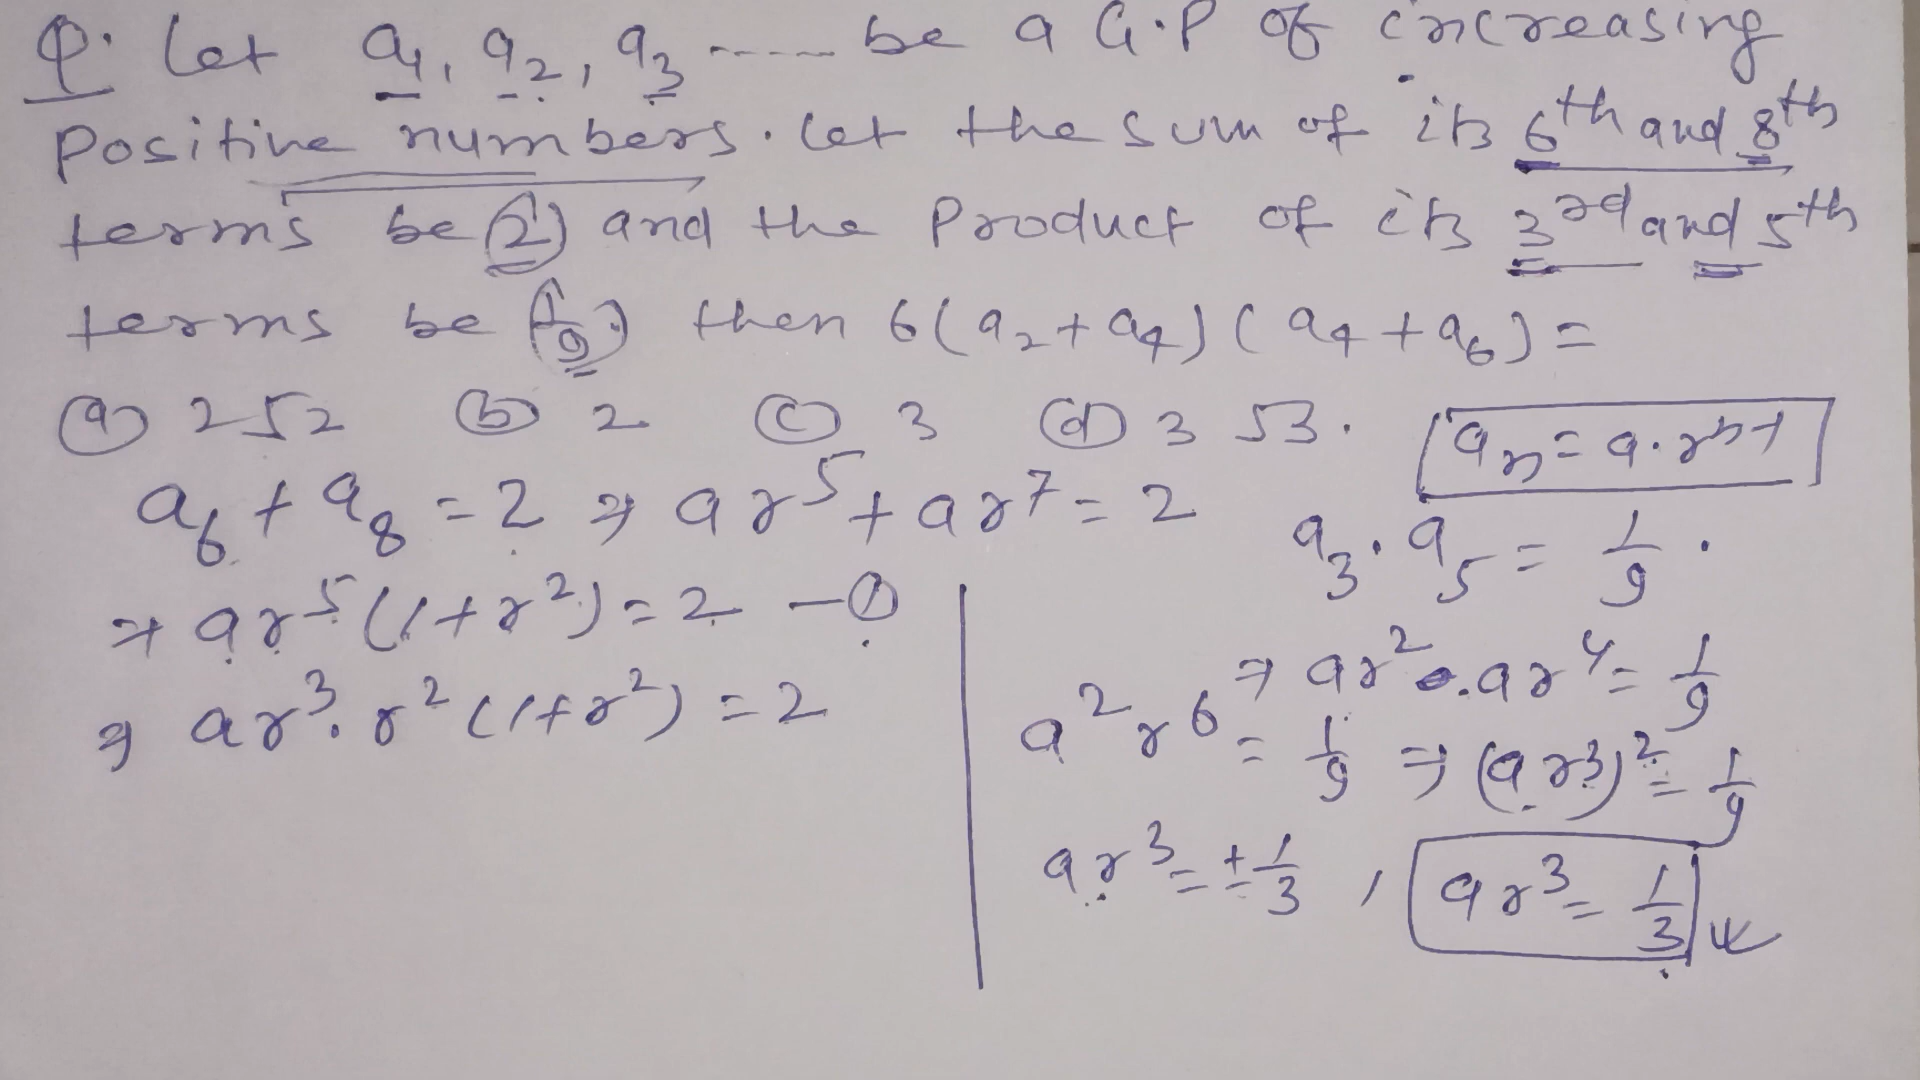 Q. Let a₁, a₂, a₃ ------ be a G.P of increasing
Positive numbers. Let the sum of its 6th and 8th
terms be 2 and the Product of its 3rd and 5th
terms be 1/9 then 6(a₂+a₄)(a₄+a₆)=
(a) 2√2 (b) 2 (c) 3 (d) 3√3.
aₙ = a.rⁿ⁻¹
a₆ + a₈ = 2 ⇒ ar⁵ + ar⁷ = 2
⇒ ar⁵(1+r²) = 2 —①
⇒ ar³.r²(1+r²) = 2
a₃.a₅ = 1/9.
⇒ ar².ar⁴ = 1/9
a²r⁶ = 1/9 ⇒ (ar³)² = 1/9
ar³ = ±1/3, ar³ = 1/3